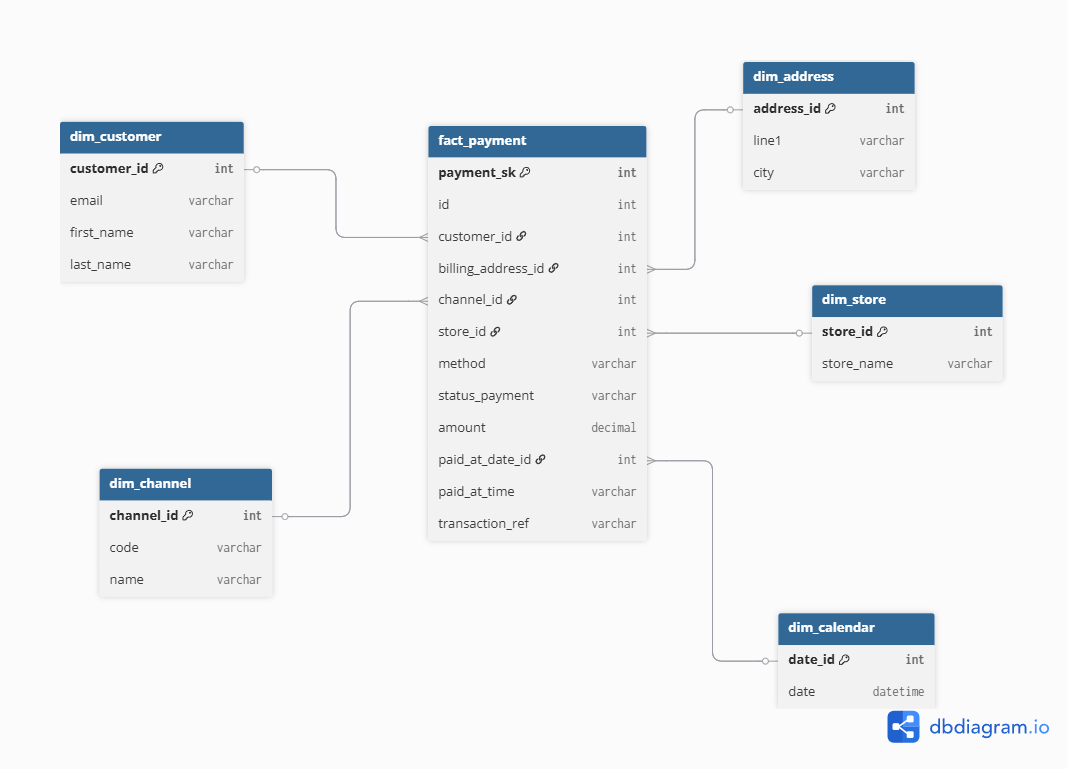 dim_customer
customer_id int
email varchar
first_name varchar
last_name varchar
dim_channel
channel_id int
code varchar
name varchar
fact_payment
payment_sk int
id int
customer_id int
billing_address_id int
channel_id int
store_id int
method varchar
status_payment varchar
amount decimal
paid_at_date_id int
paid_at_time varchar
transaction_ref varchar
dim_address
address_id int
line1 varchar
city varchar
dim_store
store_id int
store_name varchar
dim_calendar
date_id int
date datetime
dbdiagram.io